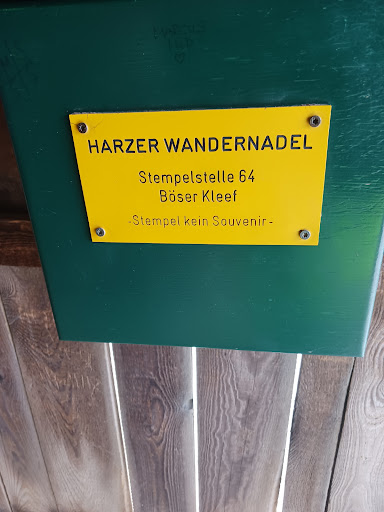 HARZER WANDERNADEL
Stempelstelle 64
Böser Kleef
-Stempel kein Souvenir-